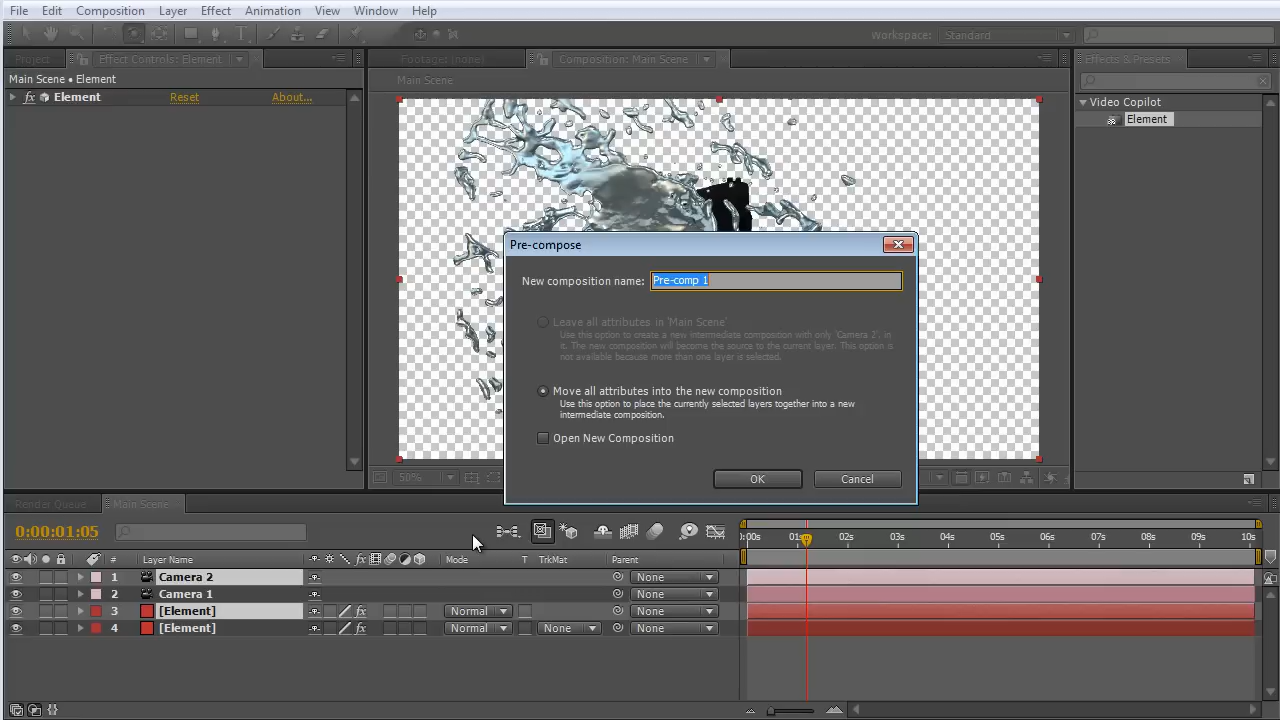 File Edit Composition Layer Effect Animation View Window Help
Workspace: Standard
Project Effect Controls: Element Footage: (none) Composition: Main Scene Effects & Presets
Main Scene • Element
Main Scene
Element Reset About...
Video Copilot
Element
Pre-compose
New composition name: Pre-comp 1
Leave all attributes in 'Main Scene'
Use this option to create a new intermediate composition with only 'Camera 2', in
it. The new composition will become the source to the current layer. This option is
not available because more than one layer is selected.
Move all attributes into the new composition
Use this option to place the currently selected layers together into a new
intermediate composition.
Open New Composition
OK Cancel
50%
Render Queue Main Scene
0:00:01:05
# Layer Name Mode T TrkMat Parent
:00s 01s 02s 03s 04s 05s 06s 07s 08s 09s 10s
1 Camera 2 None
2 Camera 1 None
3 [Element] Normal None
4 [Element] Normal None None